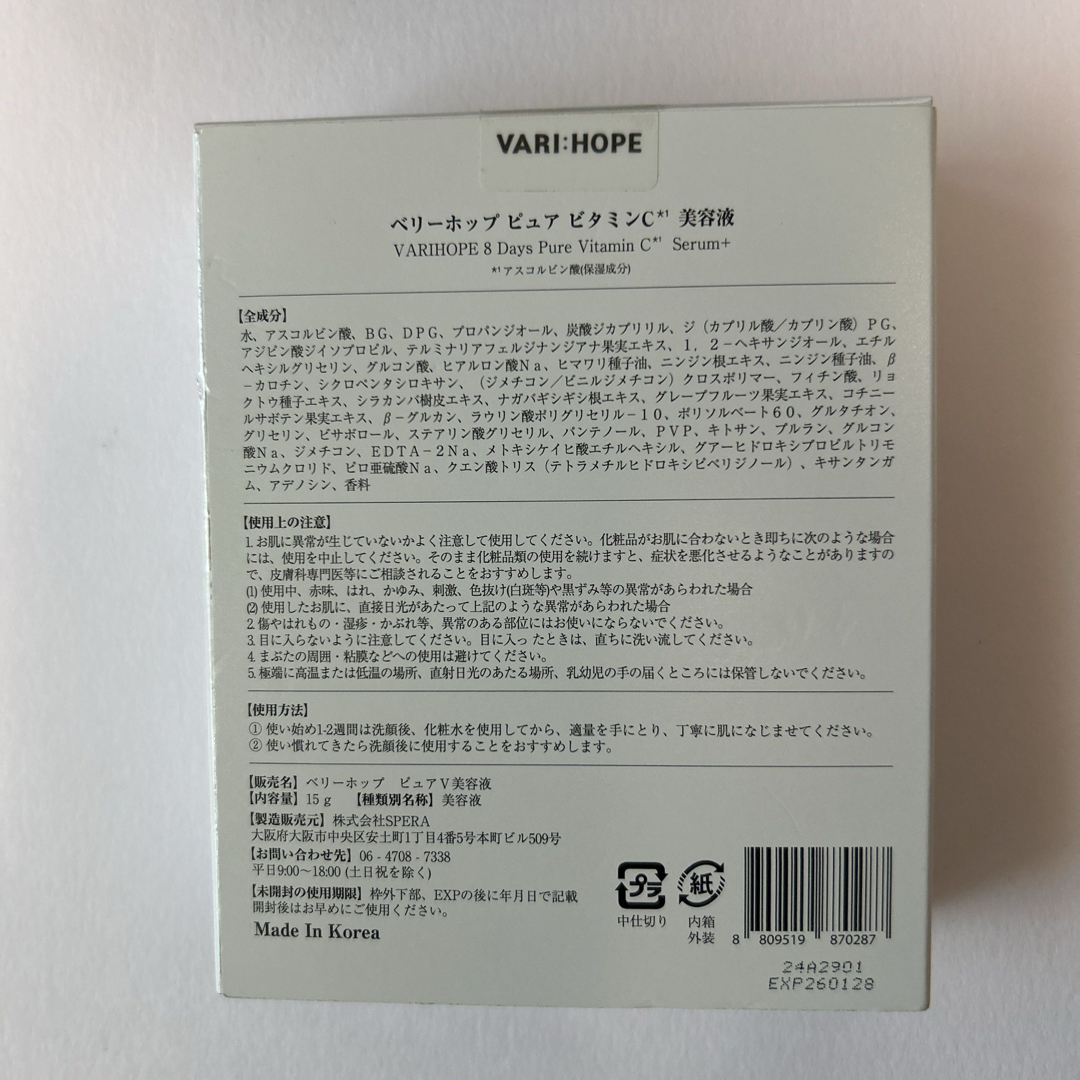 VARI:HOPE
ベリーホップ ピュア ビタミンC*¹ 美容液
VARIHOPE 8 Days Pure Vitamin C*¹ Serum+
*¹アスコルビン酸(保湿成分)
【全成分】
水、アスコルビン酸、ＢＧ、ＤＰＧ、プロパンジオール、炭酸ジカプリリル、ジ（カプリル酸／カプリン酸）ＰＧ、
アジピン酸ジイソプロピル、テルミナリアフェルジナンジアナ果実エキス、１，２－ヘキサンジオール、エチル
ヘキシルグリセリン、グルコン酸、ヒアルロン酸Ｎａ、ヒマワリ種子油、ニンジン根エキス、ニンジン種子油、β
－カロチン、シクロペンタシロキサン、（ジメチコン／ビニルジメチコン）クロスポリマー、フィチン酸、リョ
クトウ種子エキス、シラカンバ樹皮エキス、ナガバギシギシ根エキス、グレープフルーツ果実エキス、コチニー
ルサボテン果実エキス、β－グルカン、ラウリン酸ポリグリセリル－１０、ポリソルベート６０、グルタチオン、
グリセリン、ビサボロール、ステアリン酸グリセリル、パンテノール、ＰＶＰ、キトサン、プルラン、グルコン
酸Ｎａ、ジメチコン、ＥＤＴＡ－２Ｎａ、メトキシケイヒ酸エチルヘキシル、グアーヒドロキシプロピルトリモ
ニウムクロリド、ピロ亜硫酸Ｎａ、クエン酸トリス（テトラメチルヒドロキシピペリジノール）、キサンタンガ
ム、アデノシン、香料
【使用上の注意】
1. お肌に異常が生じていないかよく注意して使用してください。化粧品がお肌に合わないとき即ちに次のような場合
には、使用を中止してください。そのまま化粧品類の使用を続けますと、症状を悪化させるようなことがありますの
で、皮膚科専門医等にご相談されることをおすすめします。
(1) 使用中、赤味、はれ、かゆみ、刺激、色抜け(白斑等)や黒ずみ等の異常があらわれた場合
(2) 使用したお肌に、直接日光があたって上記のような異常があらわれた場合
2. 傷やはれもの・湿疹・かぶれ等、異常のある部位にはお使いにならないでください。
3. 目に入らないように注意してください。目に入っ たときは、直ちに洗い流してください。
4. まぶたの周囲・粘膜などへの使用は避けてください。
5. 極端に高温または低温の場所、直射日光のあたる場所、乳幼児の手の届くところには保管しないでください。
【使用方法】
① 使い始め1-2週間は洗顔後、化粧水を使用してから、適量を手にとり、丁寧に肌になじませてください。
② 使い慣れてきたら洗顔後に使用することをおすすめします。
【販売名】ベリーホップ ピュアＶ美容液
【内容量】15ｇ 【種類別名称】美容液
【製造販売元】株式会社SPERA
大阪府大阪市中央区安土町1丁目4番5号本町ビル509号
【お問い合わせ先】06 - 4708 - 7338
平日9:00～18:00 (土日祝を除く)
【未開封の使用期限】枠外下部、EXPの後に年月日で記載
開封後はお早めにご使用ください。
Made In Korea
プラ
中仕切り
紙
内箱
外装
8 809519 870287
24A2901
EXP260128